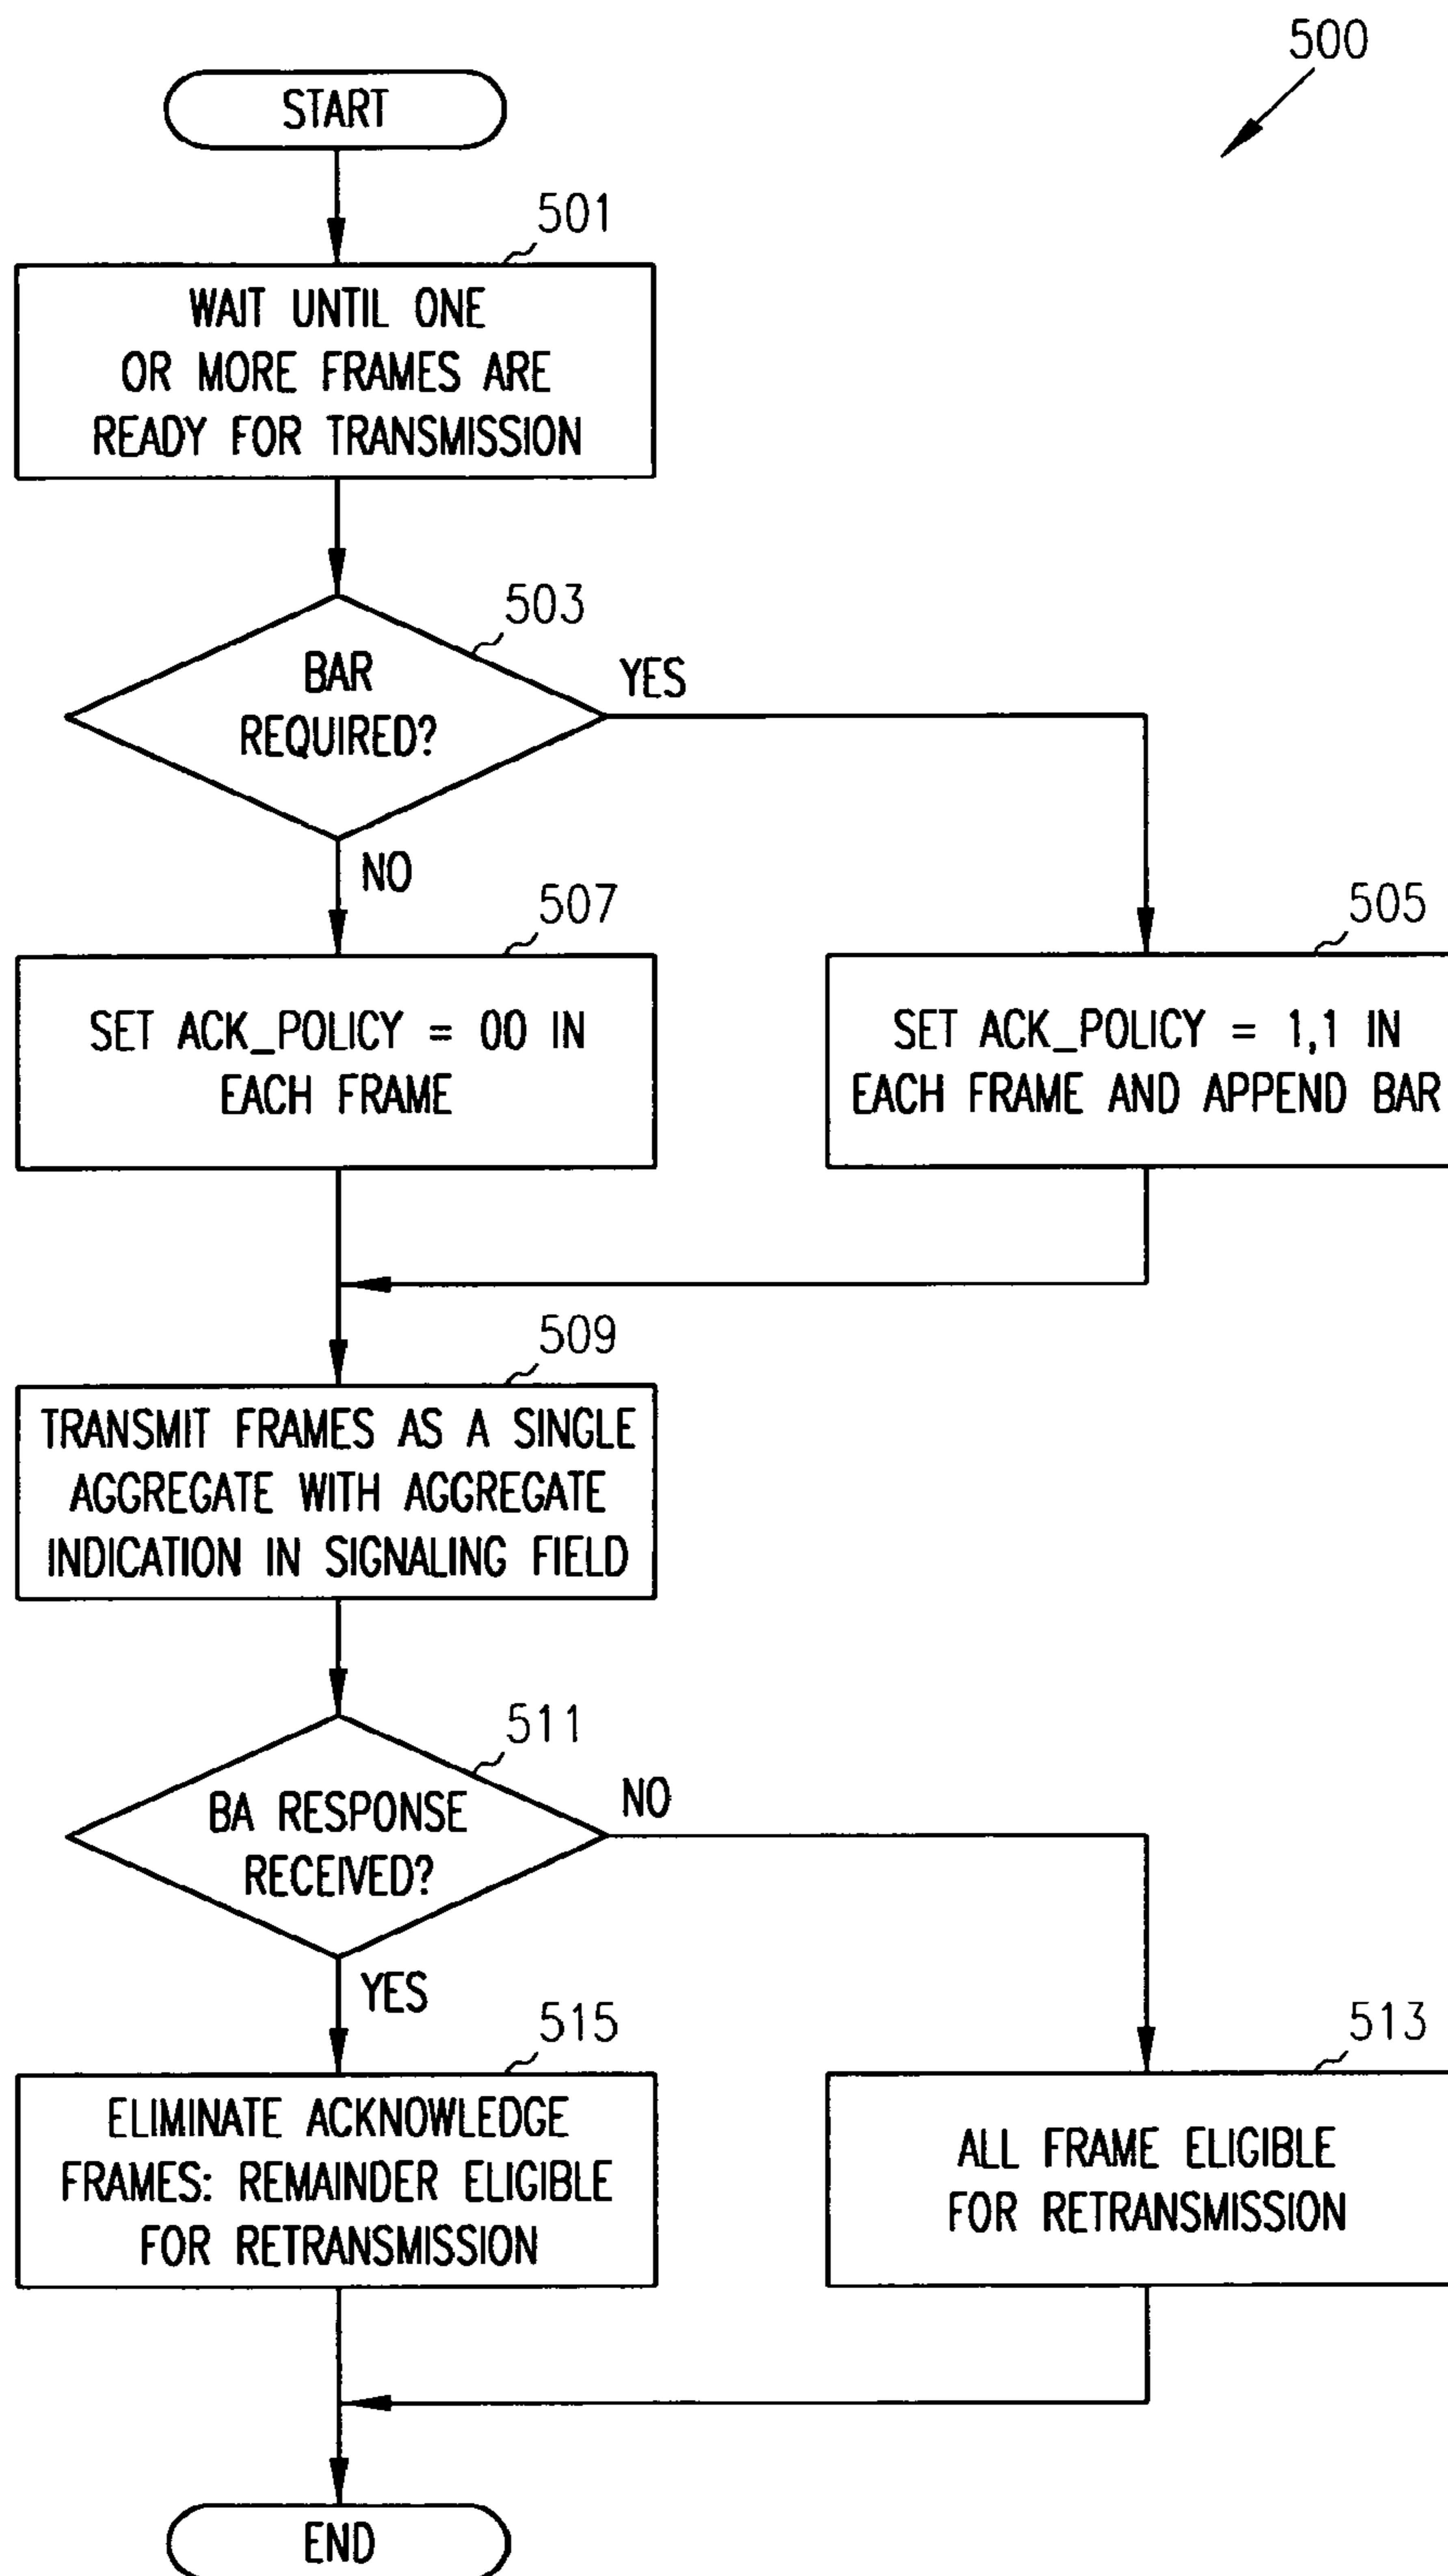 500
START
501
WAIT UNTIL ONE
OR MORE FRAMES ARE
READY FOR TRANSMISSION
503
BAR
REQUIRED?
YES
NO
507
SET ACK_POLICY = 00 IN
EACH FRAME
505
SET ACK_POLICY = 1,1 IN
EACH FRAME AND APPEND BAR
509
TRANSMIT FRAMES AS A SINGLE
AGGREGATE WITH AGGREGATE
INDICATION IN SIGNALING FIELD
511
BA RESPONSE
RECEIVED?
NO
YES
515
ELIMINATE ACKNOWLEDGE
FRAMES: REMAINDER ELIGIBLE
FOR RETRANSMISSION
513
ALL FRAME ELIGIBLE
FOR RETRANSMISSION
END